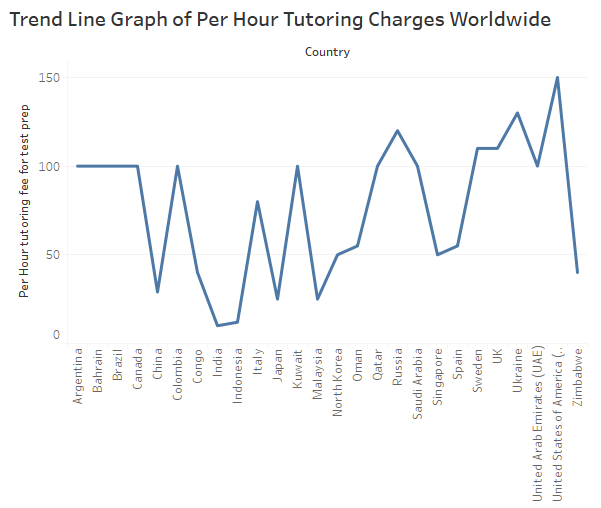 Trend Line Graph of Per Hour Tutoring Charges Worldwide
Country
Per Hour tutoring fee for test prep
150
100
50
0
Argentina
Bahrain
Brazil
Canada
China
Colombia
Congo
India
Indonesia
Italy
Japan
Kuwait
Malaysia
North Korea
Oman
Qatar
Russia
Saudi Arabia
Singapore
Spain
Sweden
UK
Ukraine
United Arab Emirates (UAE)
United States of America (..
Zimbabwe